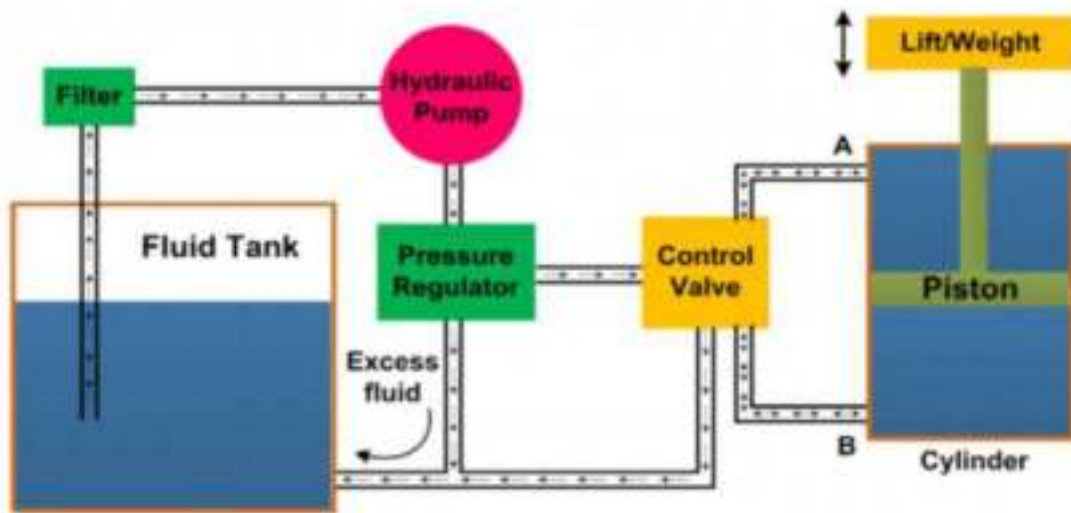 Lift/Weight
Filter
Hydraulic
Pump
A
Fluid Tank
Pressure
Regulator
Control
Valve
Piston
Excess
fluid
B
Cylinder